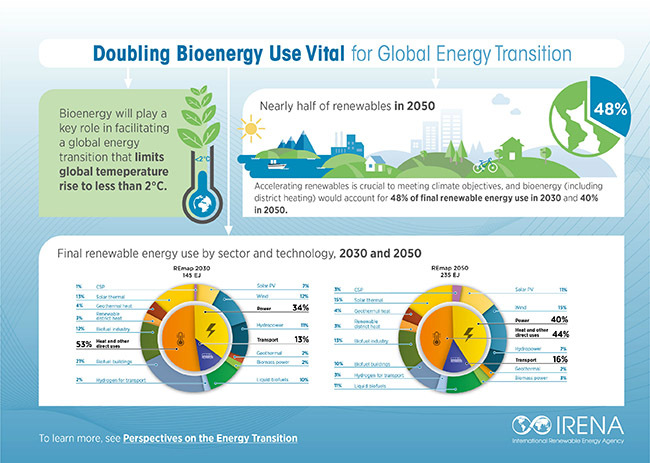 Doubling Bioenergy Use Vital for Global Energy Transition
Bioenergy will play a
key role in facilitating
a global energy
transition that limits
global temeperature
rise to less than 2°C.
<2°C
Nearly half of renewables in 2050
48%
Accelerating renewables is crucial to meeting climate objectives, and bioenergy (including
district heating) would account for 48% of final renewable energy use in 2030 and 40%
in 2050.
Final renewable energy use by sector and technology, 2030 and 2050
REmap 2030
145 EJ
1% CSP
13% Solar thermal
4% Geothermal heat
Renewable
district heat
12% Biofuel industry
53% Heat and other
direct uses
21% Biofuel buildings
2% Hydrogen for transport
Solar PV 7%
Wind 12%
Power 34%
Hydropower 11%
Transport 13%
Geothermal 2%
Biomass power 2%
Liquid biofuels 10%
REmap 2050
235 EJ
3% CSP
15% Solar thermal
4% Geothermal heat
3% Renewable
district heat
13% Biofuel industry
10% Biofuel buildings
3% Hydrogen for transport
11% Liquid biofuels
Solar PV 11%
Wind 15%
Power 40%
Heat and other
direct uses 44%
Hydropower 7%
Transport 16%
Geothermal 2%
Biomass power 3%
To learn more, see Perspectives on the Energy Transition
IRENA
International Renewable Energy Agency